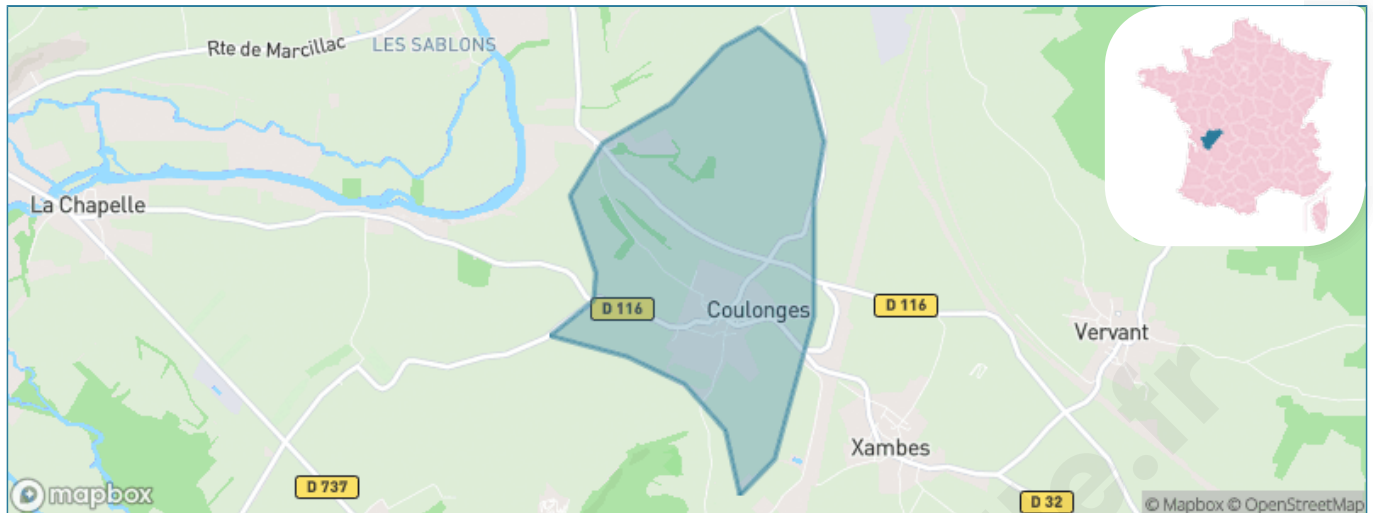 Rte de Marcillac
LES SABLONS
La Chapelle
D 116
Coulonges
D 116
Vervant
Xambes
D 737
D 32
mapbox
© Mapbox © OpenStreetMap